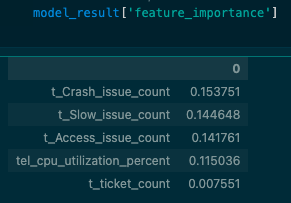 model_result['feature_importance']
0
t_Crash_issue_count 0.153751
t_Slow_issue_count 0.144648
t_Access_issue_count 0.141761
tel_cpu_utilization_percent 0.115036
t_ticket_count 0.007551